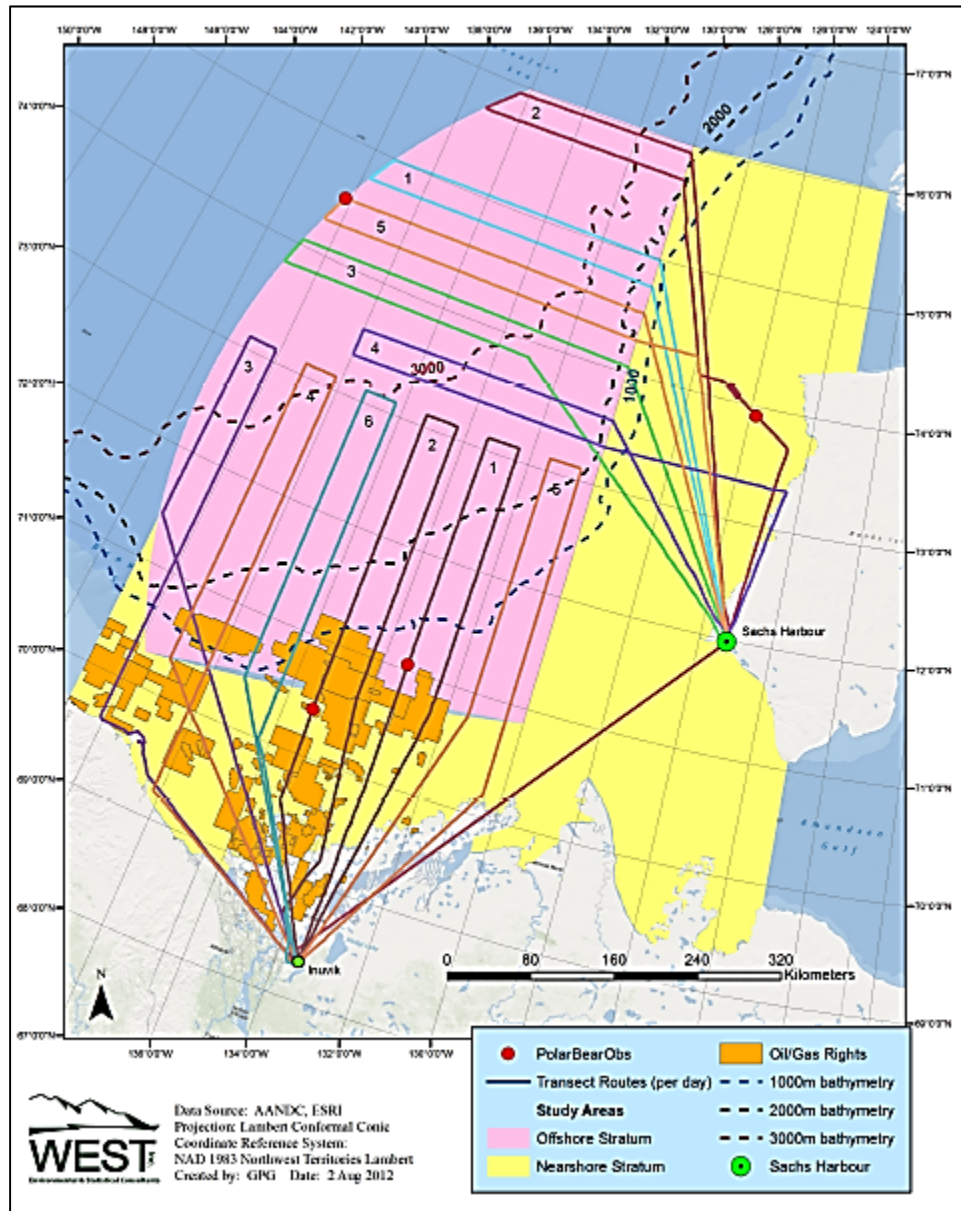 150°0'0"W 148°0'0"W 146°0'0"W 144°0'0"W 142°0'0"W 140°0'0"W 138°0'0"W 136°0'0"W 134°0'0"W 132°0'0"W 130°0'0"W 128°0'0"W 126°0'0"W 124°0'0"W
2
2000
1
5
3
4
3000
3
4
1000
6
2
1
5
74°0'0"N
73°0'0"N
72°0'0"N
71°0'0"N
70°0'0"N
69°0'0"N
68°0'0"N
67°0'0"N
77°0'0"N
76°0'0"N
75°0'0"N
74°0'0"N
73°0'0"N
72°0'0"N
71°0'0"N
70°0'0"N
69°0'0"N
Sachs Harbour
Amundsen
Gulf
Inuvik
N
0 40 80 160 240 320
Kilometers
136°0'0"W 134°0'0"W 132°0'0"W 130°0'0"W
PolarBearObs
Transect Routes (per day)
Study Areas
Offshore Stratum
Nearshore Stratum
Oil/Gas Rights
1000m bathymetry
2000m bathymetry
3000m bathymetry
Sachs Harbour
WEST
Environmental & Statistical Consultants
Data Source: AANDC, ESRI
Projection: Lambert Conformal Conic
Coordinate Reference System:
NAD 1983 Northwest Territories Lambert
Created by: GPG Date: 2 Aug 2012